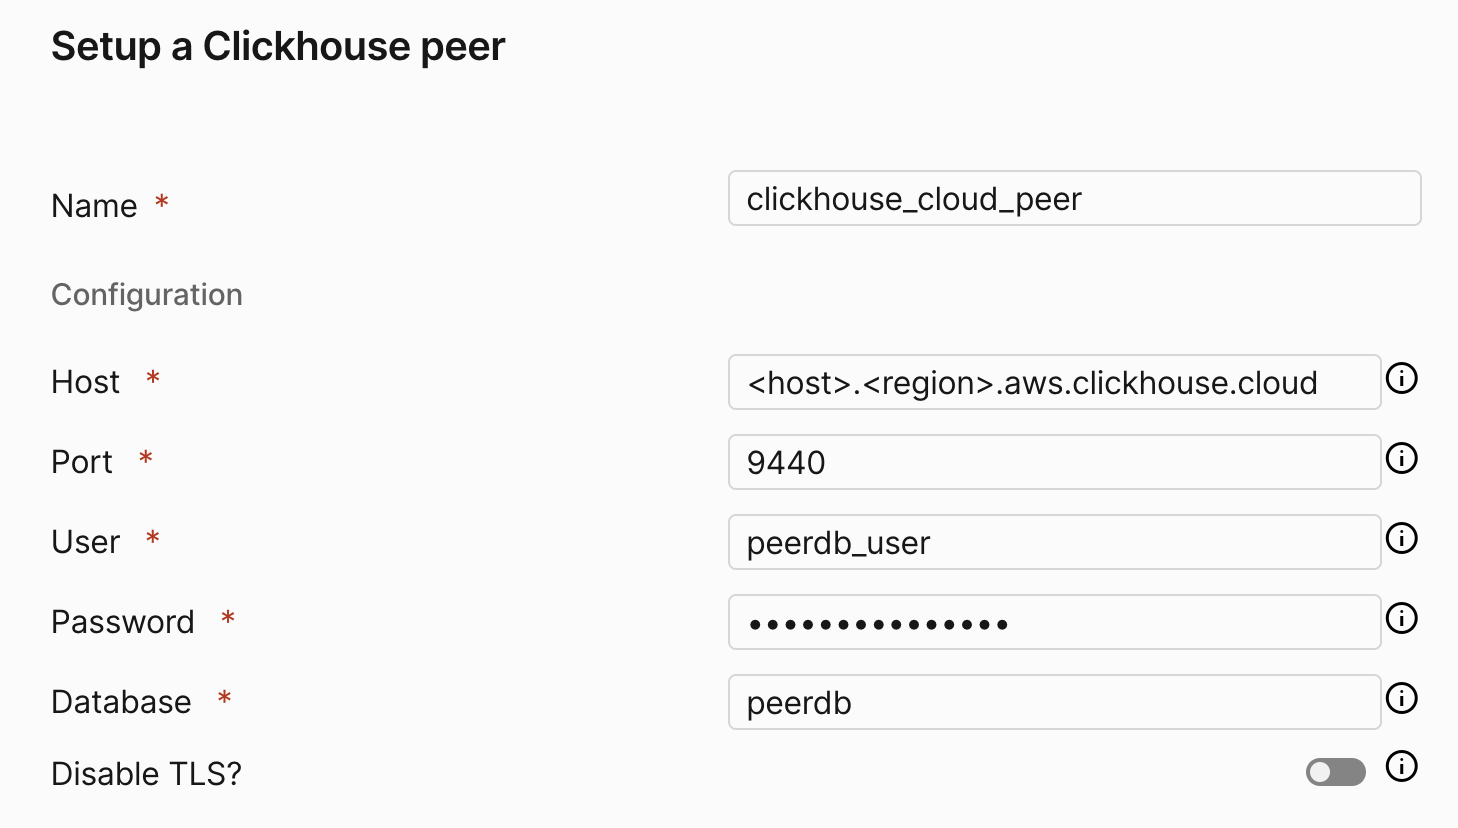 Setup a Clickhouse peer
Name * clickhouse_cloud_peer
Configuration
Host * <host>.<region>.aws.clickhouse.cloud
Port * 9440
User * peerdb_user
Password * •••••••••••••••
Database * peerdb
Disable TLS?